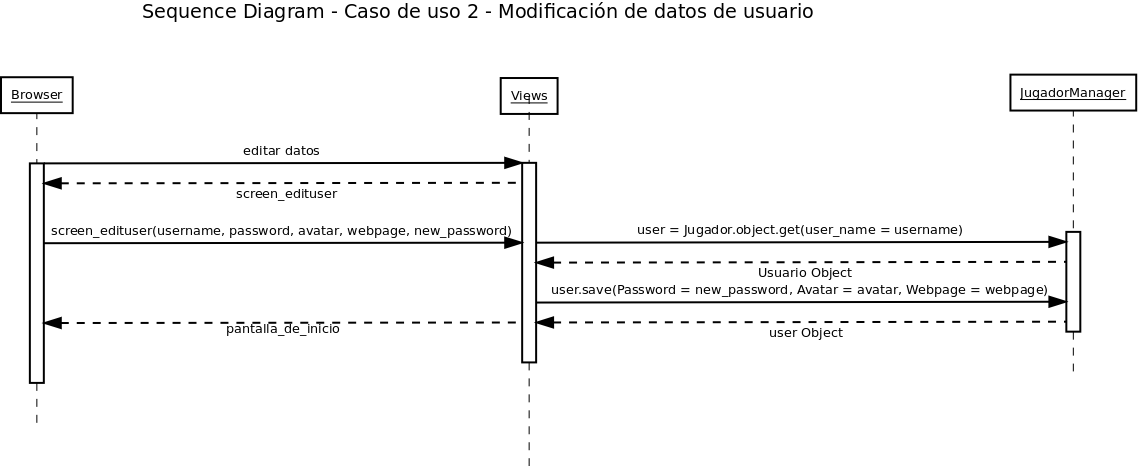 Sequence Diagram - Caso de uso 2 - Modificación de datos de usuario
Browser
Views
JugadorManager
editar datos
screen_edituser
screen_edituser(username, password, avatar, webpage, new_password)
user = Jugador.object.get(user_name = username)
Usuario Object
user.save(Password = new_password, Avatar = avatar, Webpage = webpage)
pantalla_de_inicio
user Object